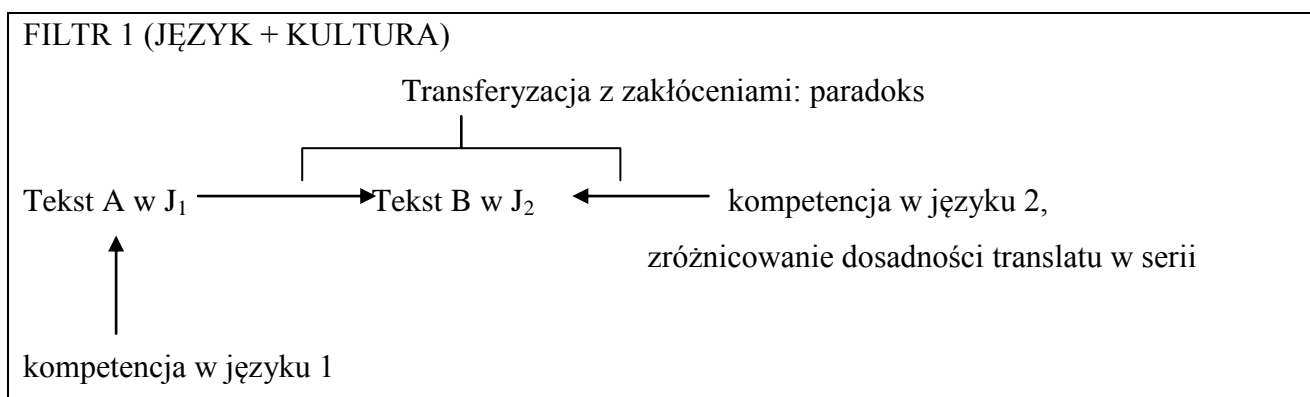 FILTR 1 (JĘZYK + KULTURA)
Transferyzacja z zakłóceniami: paradoks
Tekst A w J₁ Tekst B w J₂ kompetencja w języku 2,
zróżnicowanie dosadności translatu w serii
kompetencja w języku 1